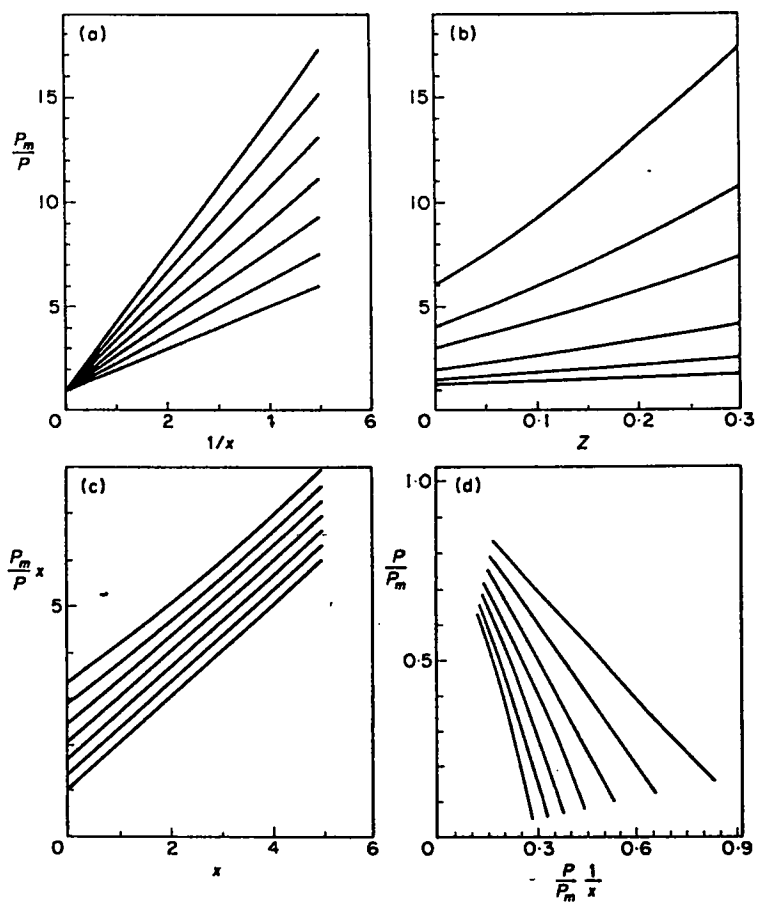 (a)
(b)
15
10
5
15
10
5
P_m/P
0 2 4 6
0 0.1 0.2 0.3
1/x
Z
(c)
(d)
5
1·0
0·5
P_m/P x
P/P_m
0 2 4 6
0 0·3 0·6 0·9
x
P/P_m 1/x